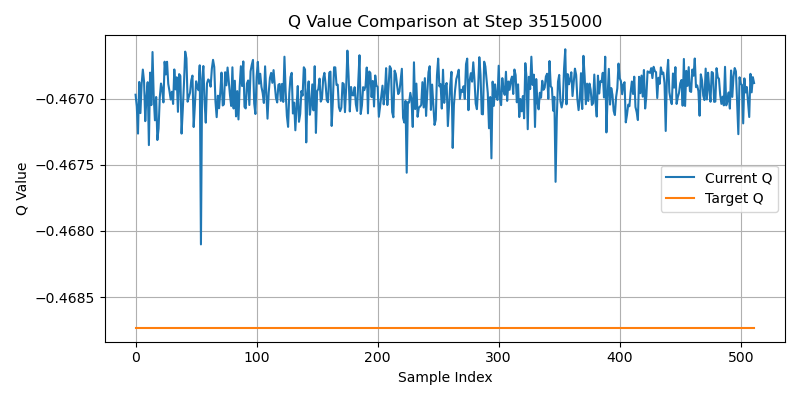 Q Value Comparison at Step 3515000
Q Value
−0.4670
−0.4675
−0.4680
−0.4685
Current Q
Target Q
0 100 200 300 400 500
Sample Index